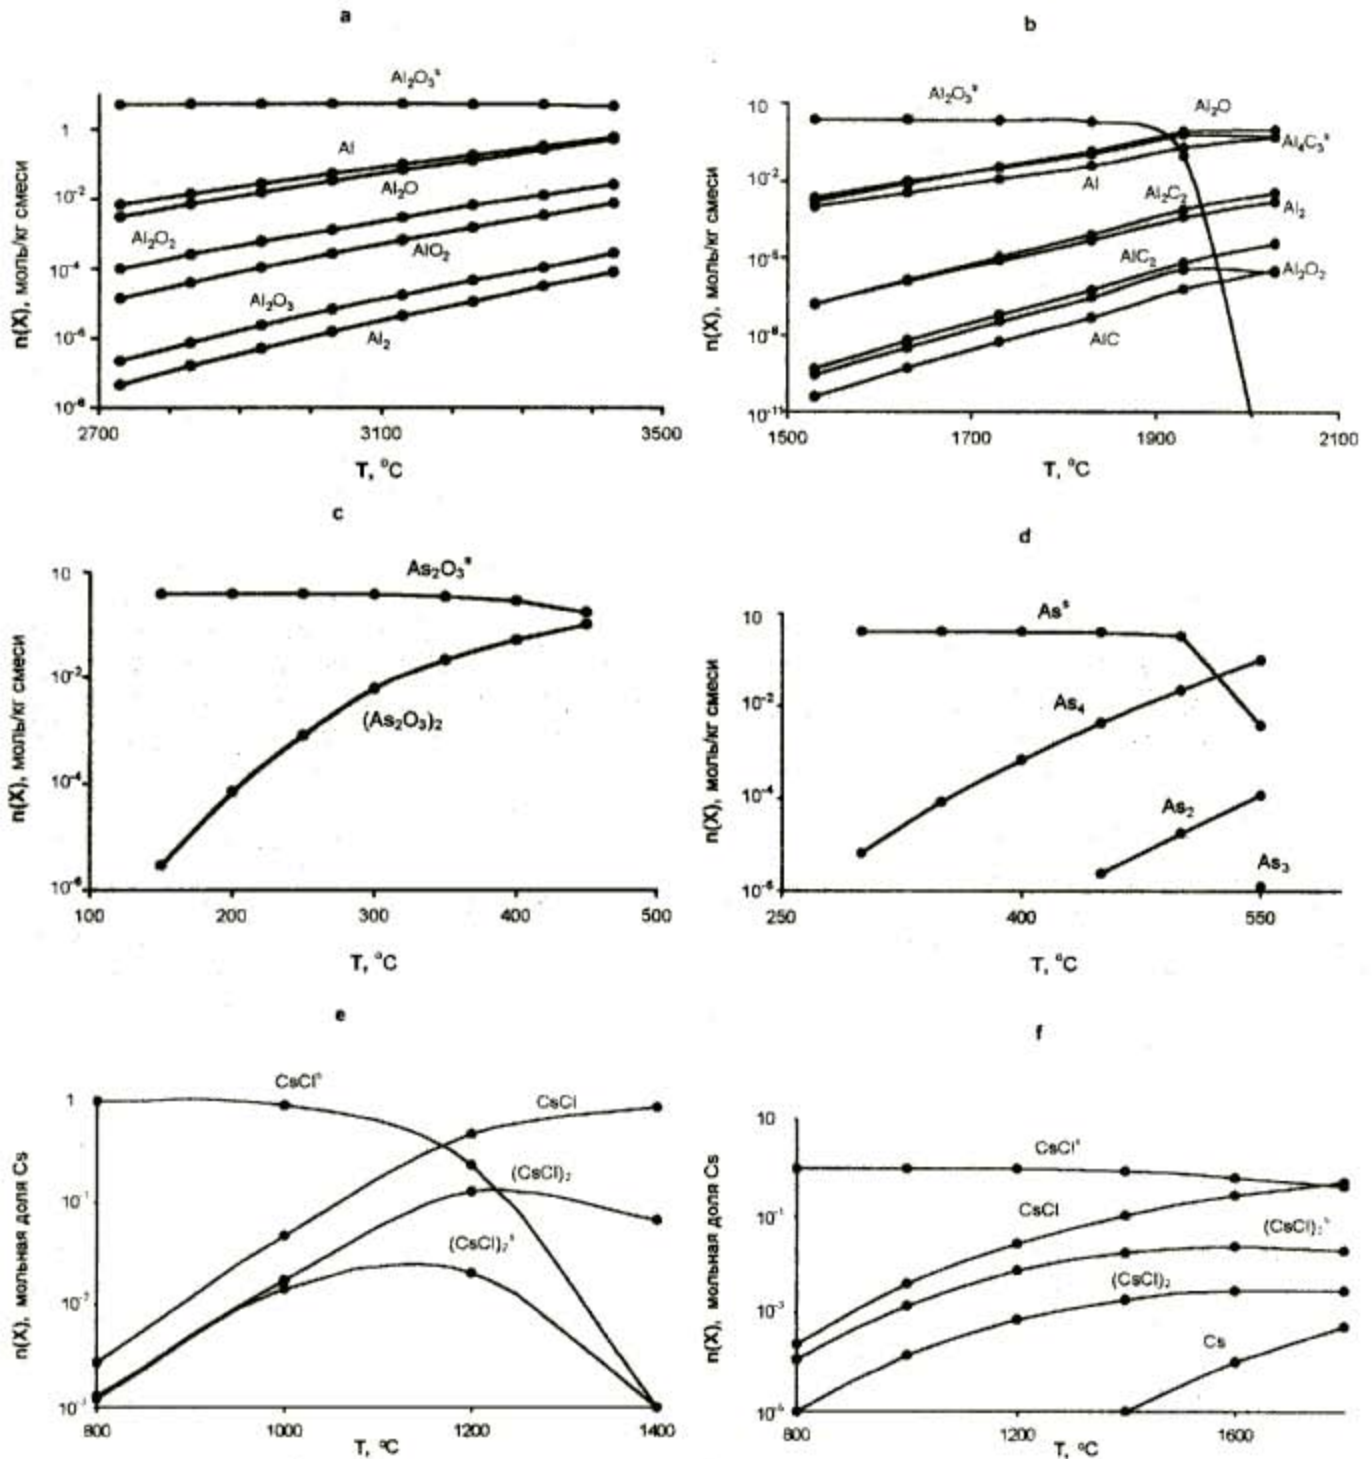 a
n(X), моль/кг смеси
1
10⁻²
10⁻⁴
10⁻⁶
10⁻⁸
Al₂O₃ˢ
Al
Al₂O
Al₂O₂
AlO₂
Al₂O₃
Al₂
2700 3100 3500
T, °C
b
n(X), моль/кг смеси
10
10⁻²
10⁻⁵
10⁻⁸
10⁻¹¹
Al₂O₃ˢ
Al₂O
Al₄C₃ˢ
Al
Al₂C₂
Al₂
AlC₂
Al₂O₂
AlC
1500 1700 1900 2100
T, °C
c
n(X), моль/кг смеси
10
10⁻²
10⁻⁴
10⁻⁶
As₂O₃ˢ
(As₂O₃)₂
100 200 300 400 500
T, °C
d
n(X), моль/кг смеси
10
10⁻²
10⁻⁴
Asˢ
As₄
As₂
As₃
250 400 550
T, °C
e
n(X), мольная доля Cs
1
10⁻¹
10⁻²
10⁻³
CsClˢ
CsCl
(CsCl)₂
(CsCl)₂ˢ
800 1000 1200 1400
T, °C
f
n(X), мольная доля Cs
10
10⁻¹
10⁻³
CsClˢ
CsCl
(CsCl)₂ˢ
(CsCl)₂
Cs
800 1200 1600
T, °C